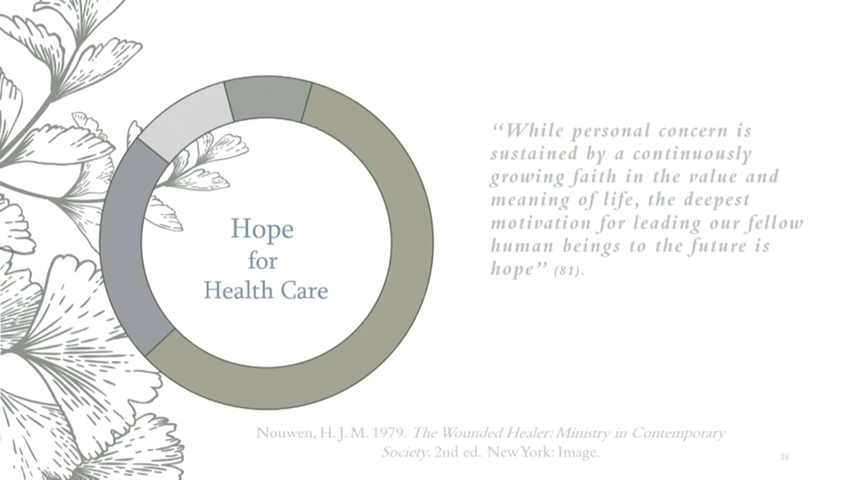 Hope
for
Health Care
“While personal concern is
sustained by a continuously
growing faith in the value and
meaning of life, the deepest
motivation for leading our fellow
human beings to the future is
hope” (81).
Nouwen, H. J. M. 1979. The Wounded Healer: Ministry in Contemporary
Society. 2nd ed. New York: Image.
39